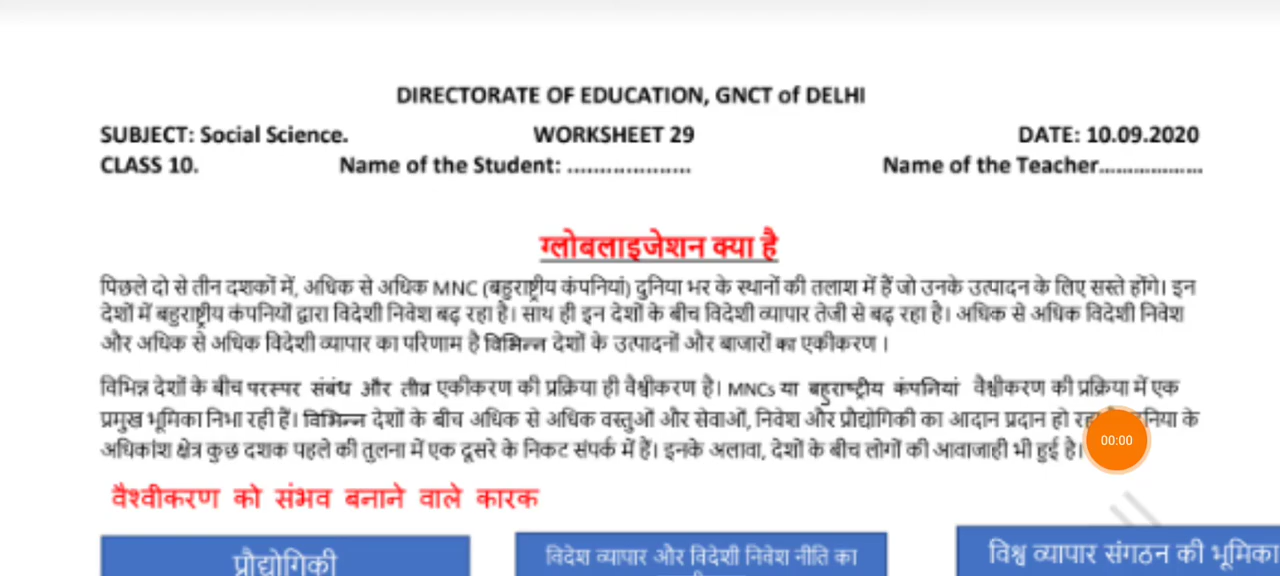 DIRECTORATE OF EDUCATION, GNCT of DELHI
SUBJECT: Social Science. WORKSHEET 29 DATE: 10.09.2020
CLASS 10. Name of the Student: .................... Name of the Teacher...................
ग्लोबलाइजेशन क्या है
पिछले दो से तीन दशकों में, अधिक से अधिक MNC (बहुराष्ट्रीय कंपनियां) दुनिया भर के स्थानों की तलाश में हैं जो उनके उत्पादन के लिए सस्ते होंगे। इन
देशों में बहुराष्ट्रीय कंपनियों द्वारा विदेशी निवेश बढ़ रहा है। साथ ही इन देशों के बीच विदेशी व्यापार तेजी से बढ़ रहा है। अधिक से अधिक विदेशी निवेश
और अधिक से अधिक विदेशी व्यापार का परिणाम है विभिन्न देशों के उत्पादनों और बाजारों का एकीकरण ।
विभिन्न देशों के बीच परस्पर संबंध और तीव्र एकीकरण की प्रक्रिया ही वैश्वीकरण है। MNCs या बहुराष्ट्रीय कंपनियां वैश्वीकरण की प्रक्रिया में एक
प्रमुख भूमिका निभा रही हैं। विभिन्न देशों के बीच अधिक से अधिक वस्तुओं और सेवाओं, निवेश और प्रौद्योगिकी का आदान प्रदान हो के
अधिकांश क्षेत्र कुछ दशक पहले की तुलना में एक दूसरे के निकट संपर्क में हैं। इनके अलावा, देशों के बीच लोगों की आवाजाही भी हुई है।
00:00
वैश्वीकरण को संभव बनाने वाले कारक
प्रौद्योगिकी
विदेश व्यापार और विदेशी निवेश नीति का
विश्व व्यापार संगठन की भूमिका